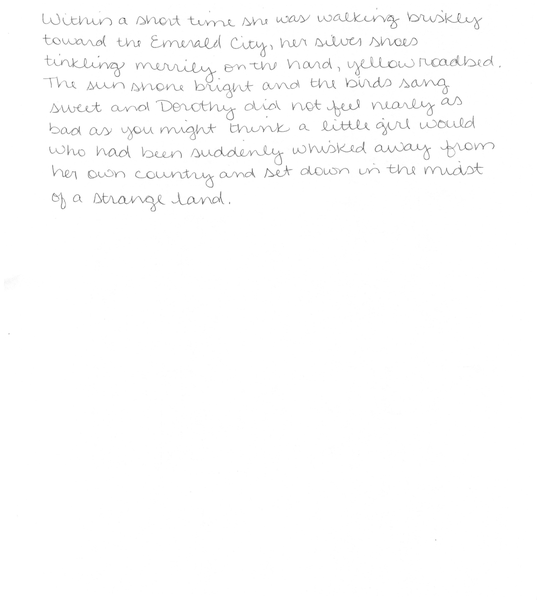 Within a short time she was walking briskly
toward the Emerald City, her silver shoes
tinkling merrily on the hard, yellow roadbed.
The sun shone bright and the birds sang
sweet and Dorothy did not feel nearly as
bad as you might think a little girl would
who had been suddenly whisked away from
her own country and set down in the midst
of a strange land.